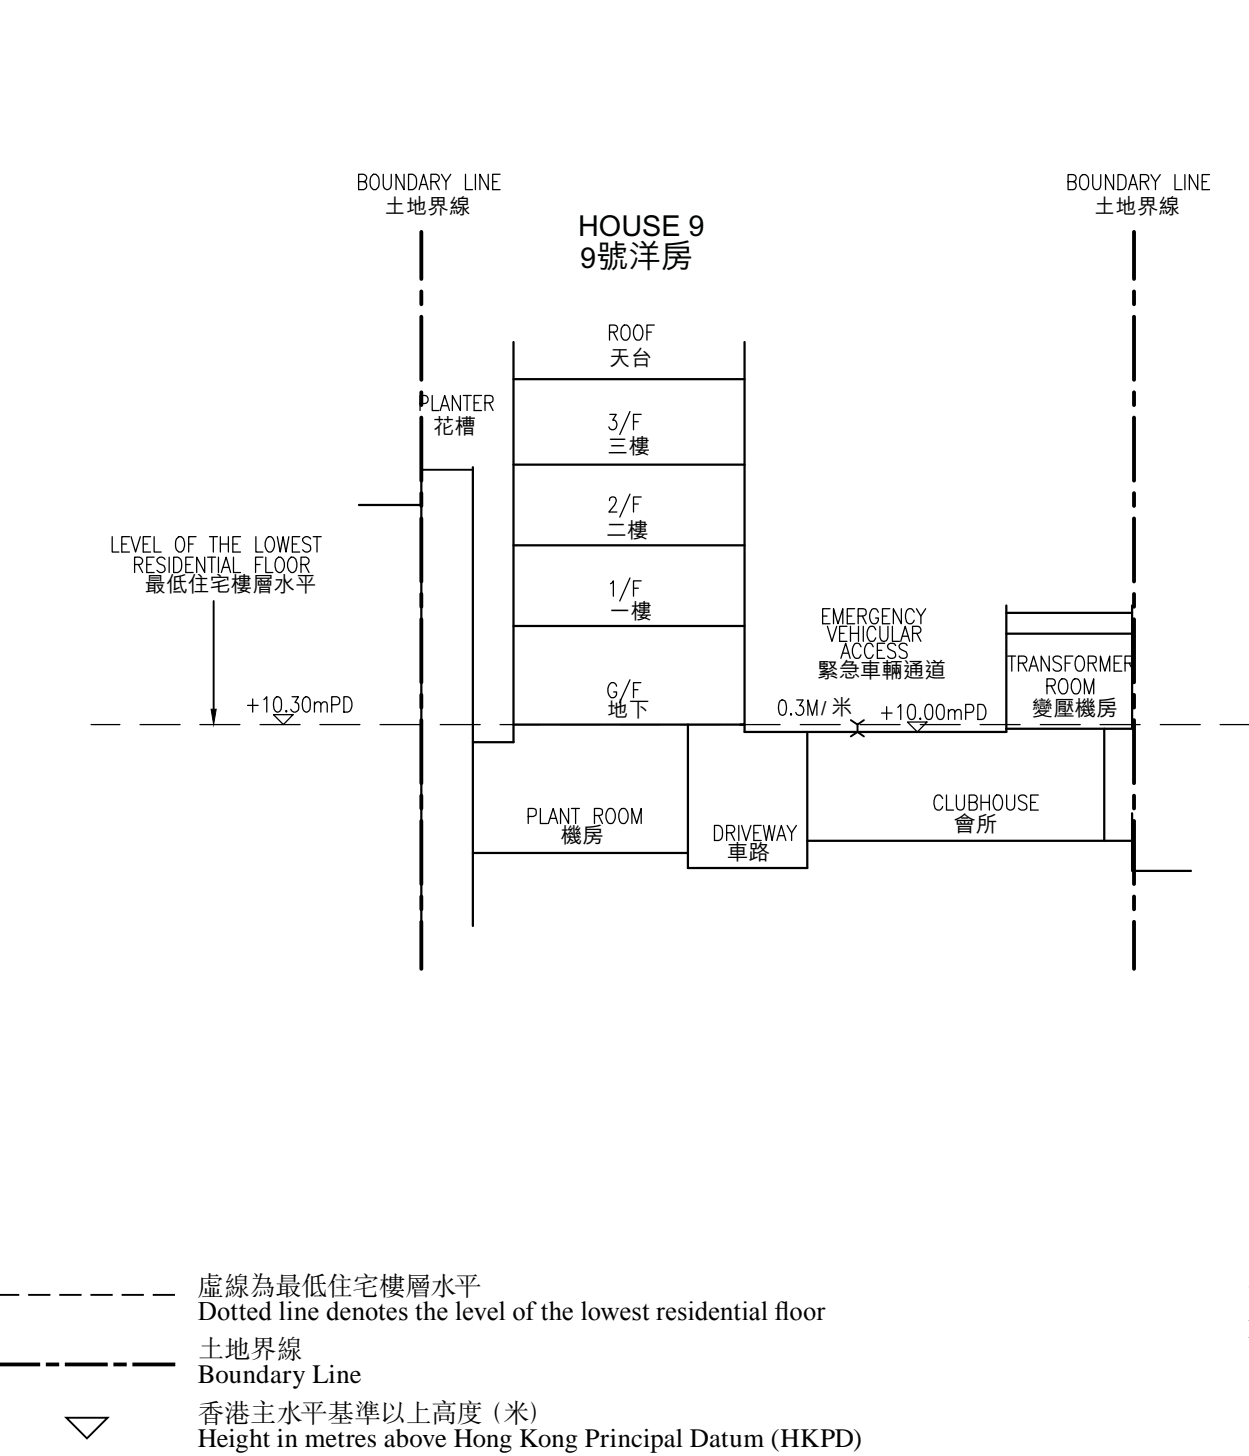 BOUNDARY LINE
土地界線
BOUNDARY LINE
土地界線
HOUSE 9
9號洋房
ROOF
天台
PLANTER
花槽
3/F
三樓
2/F
二樓
LEVEL OF THE LOWEST
RESIDENTIAL FLOOR
最低住宅樓層水平
1/F
一樓
EMERGENCY
VEHICULAR
ACCESS
緊急車輛通道
TRANSFORMER
ROOM
變壓機房
+10.30mPD
G/F
地下
0.3M/米
+10.00mPD
PLANT ROOM
機房
DRIVEWAY
車路
CLUBHOUSE
會所
虛線為最低住宅樓層水平
Dotted line denotes the level of the lowest residential floor
土地界線
Boundary Line
香港主水平基準以上高度（米）
Height in metres above Hong Kong Principal Datum (HKPD)